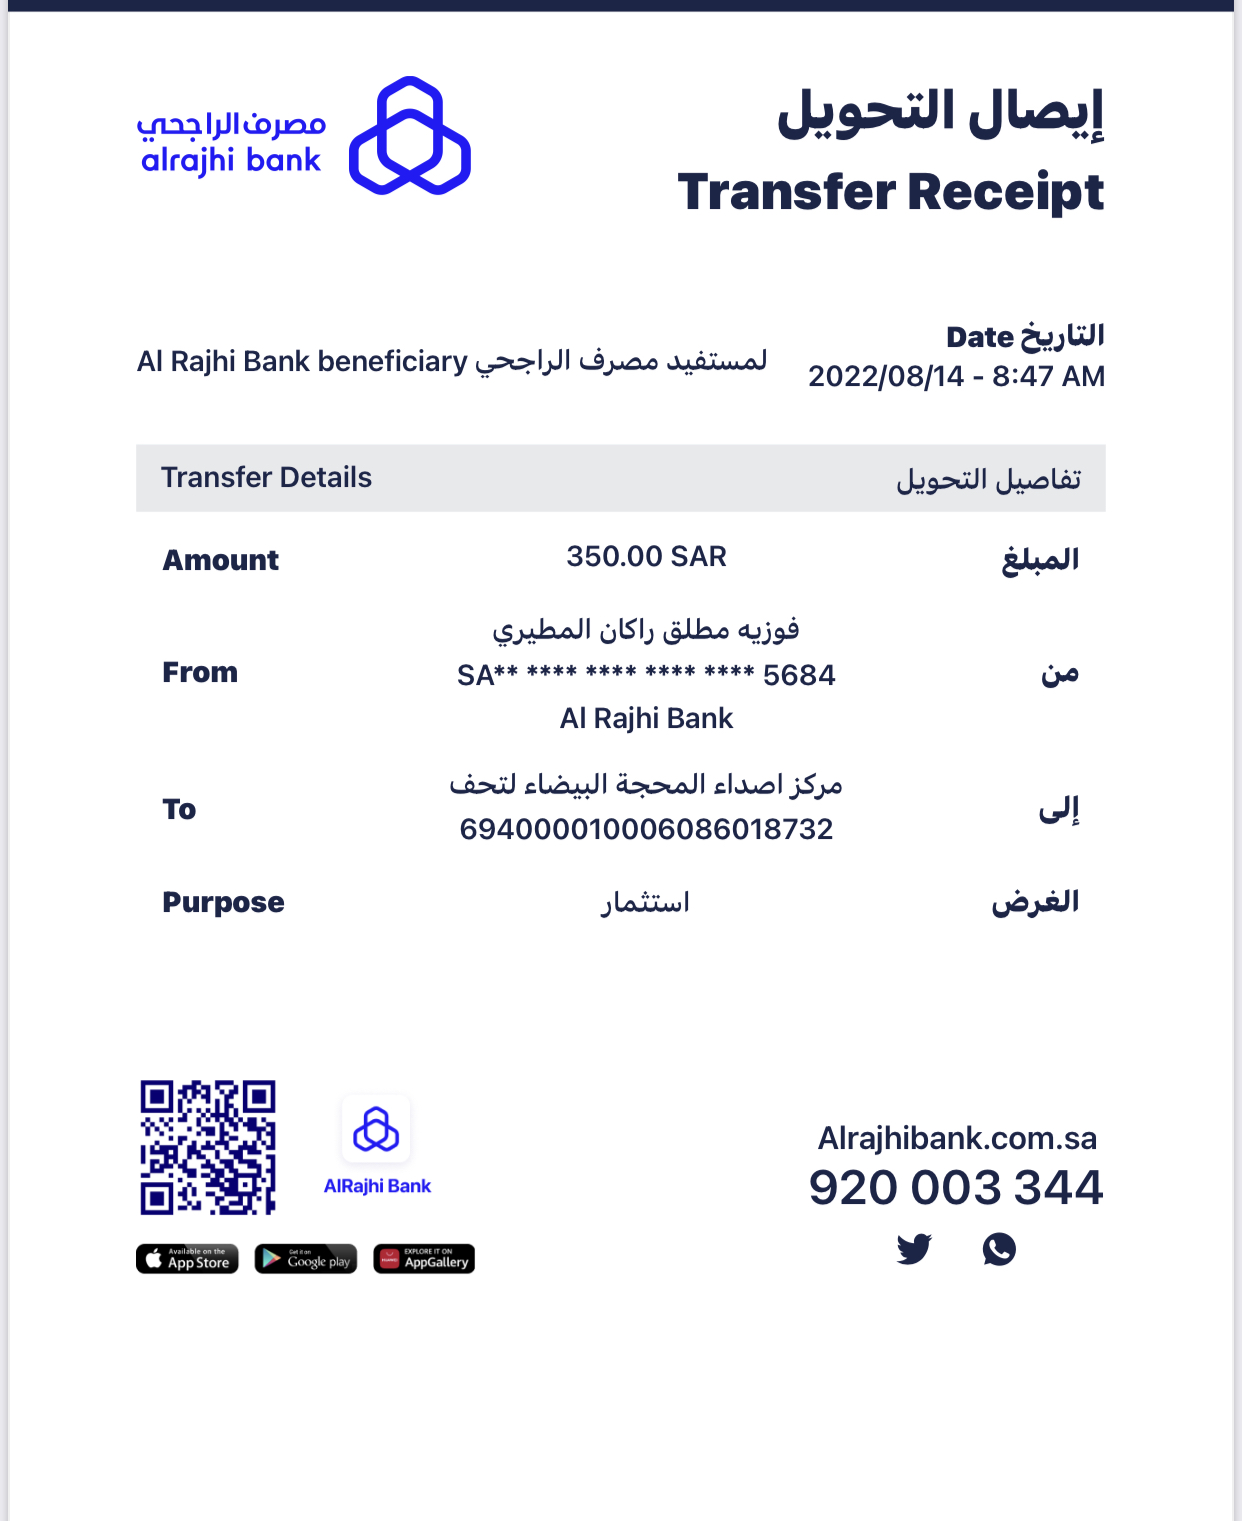 مصرف الراجحي
alrajhi bank
إيصال التحويل
Transfer Receipt
التاريخ Date
2022/08/14 - 8:47 AM
لمستفيد مصرف الراجحي Al Rajhi Bank beneficiary
Transfer Details تفاصيل التحويل
Amount 350.00 SAR المبلغ
فوزيه مطلق راكان المطيري
From SA** **** **** **** **** 5684 من
Al Rajhi Bank
مركز اصداء المحجة البيضاء لتحف
To إلى
694000010006086018732
Purpose استثمار الغرض
AlRajhi Bank
Available on the
App Store
Get it on
Google play
EXPLORE IT ON
AppGallery
Alrajhibank.com.sa
920 003 344